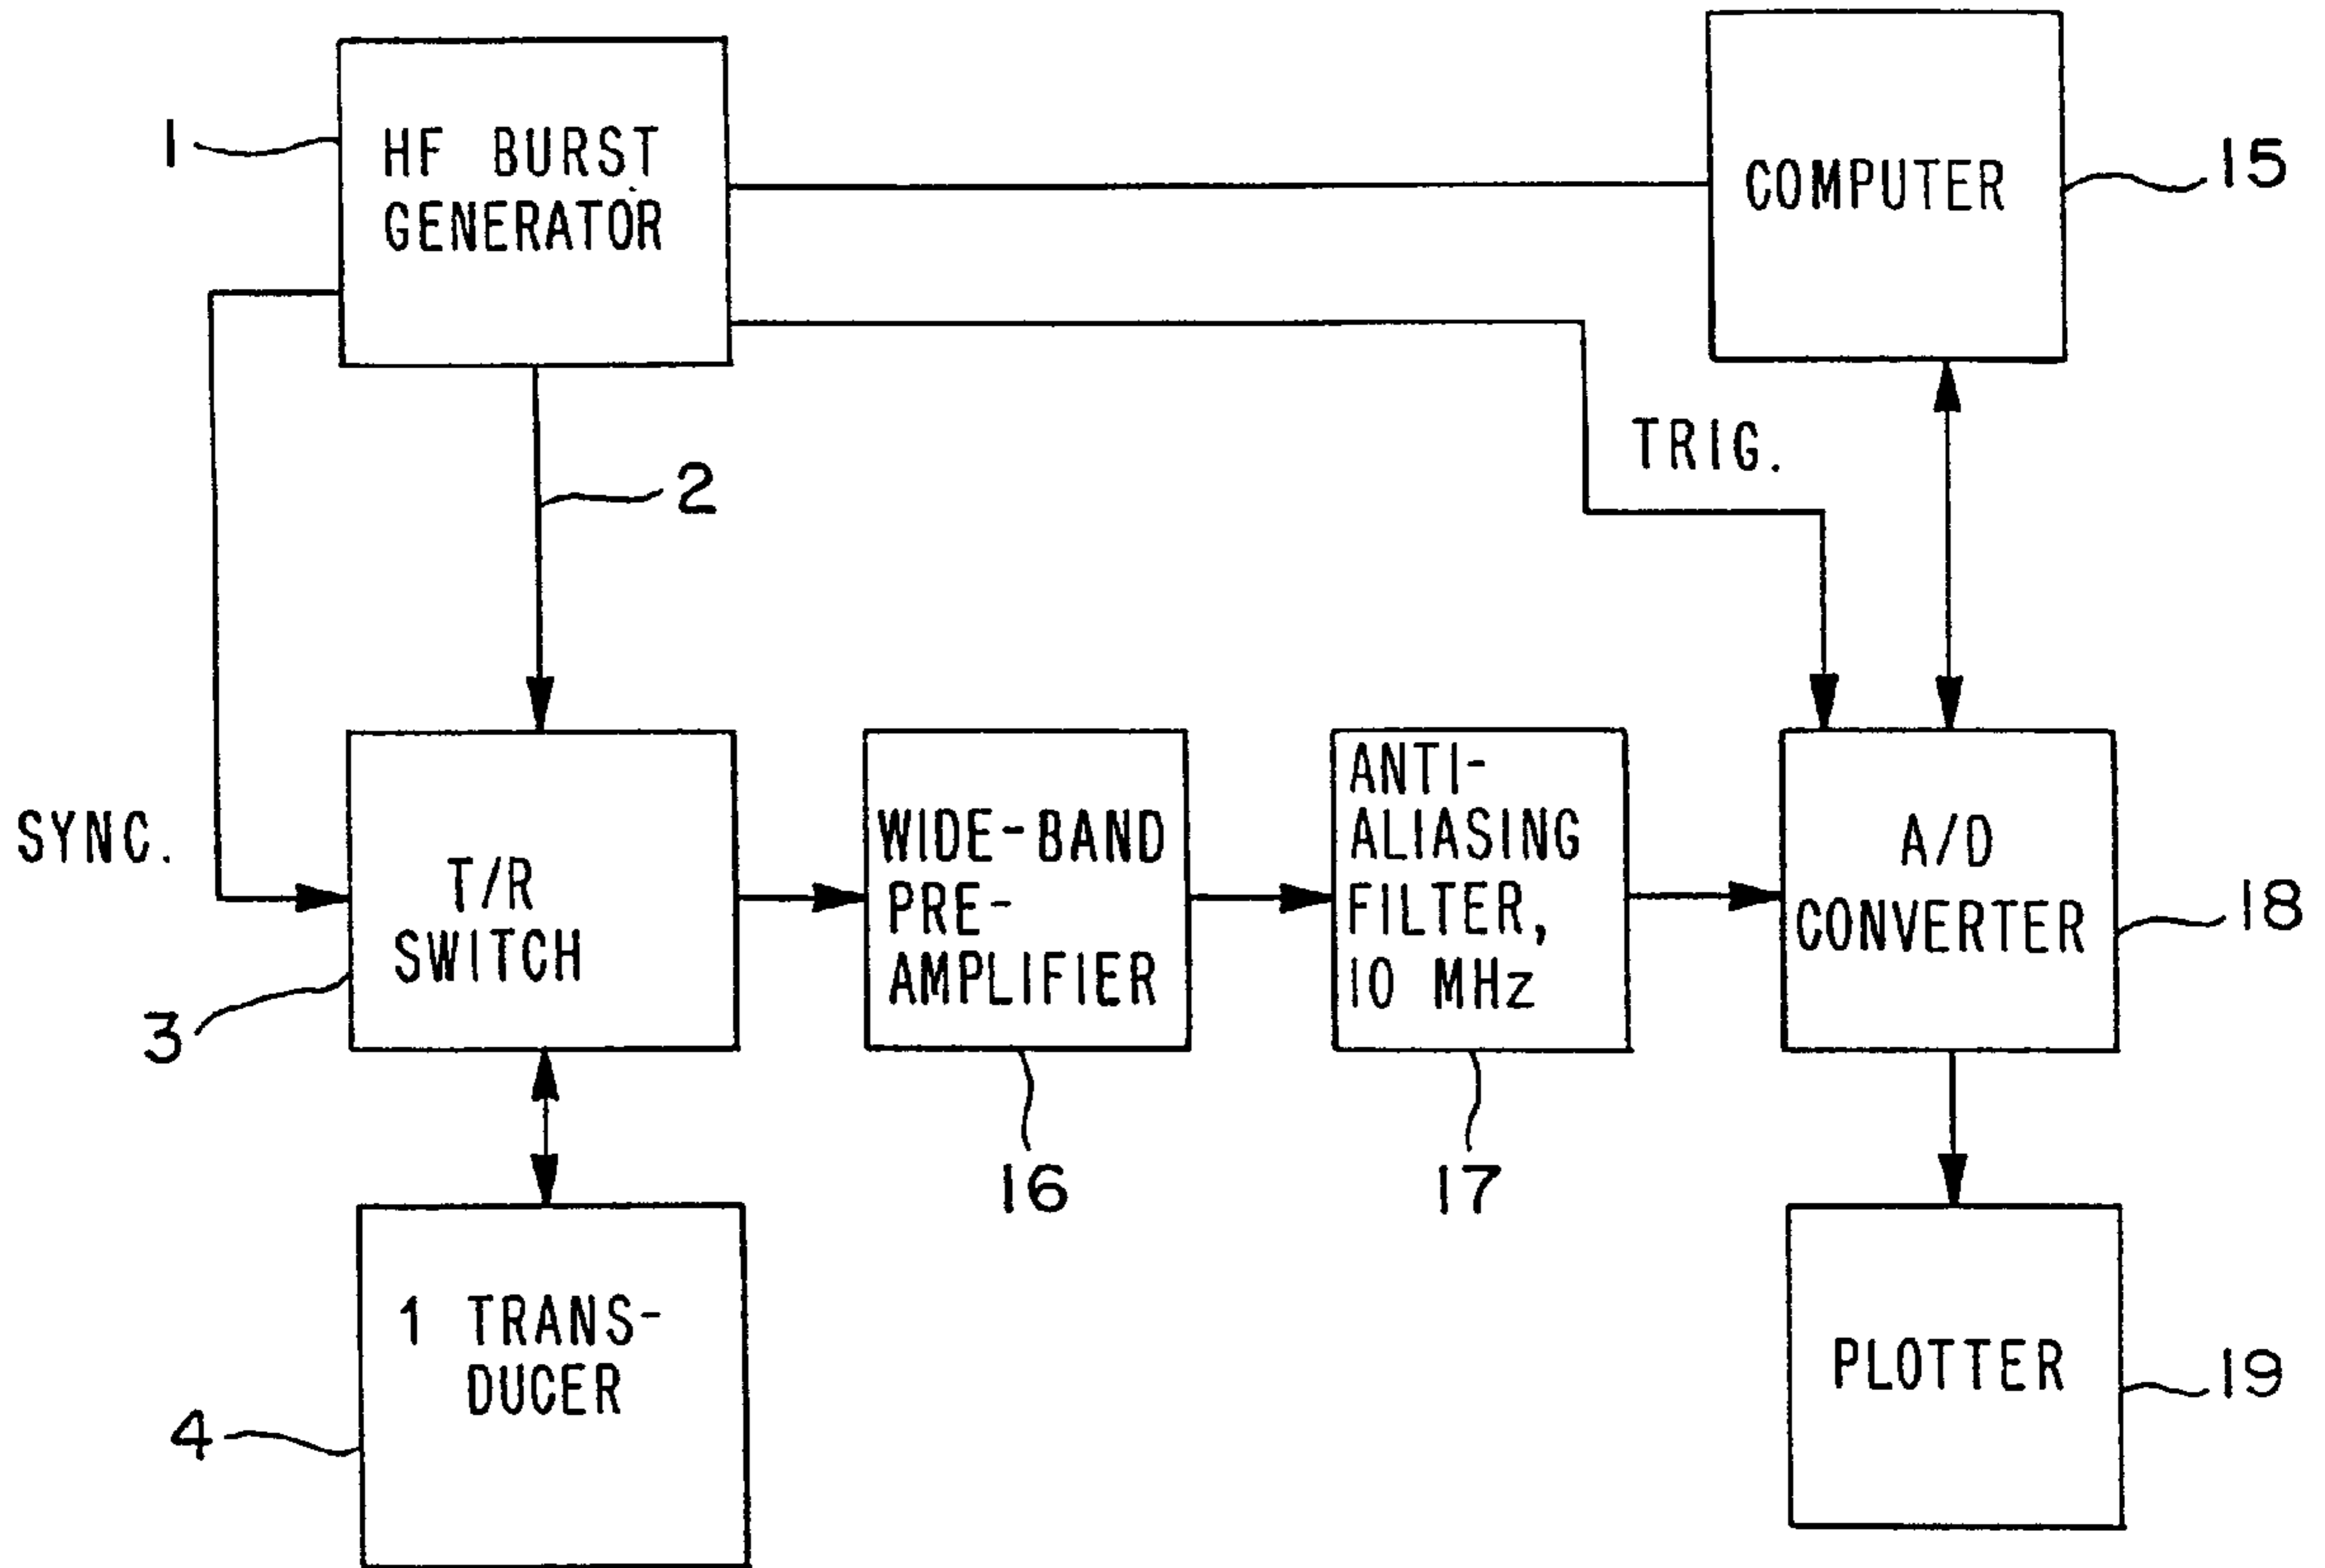 1
HF BURST
GENERATOR
COMPUTER
15
TRIG.
2
SYNC.
T/R
SWITCH
3
WIDE-BAND
PRE-
AMPLIFIER
16
ANTI-
ALIASING
FILTER,
10 MHz
17
A/D
CONVERTER
18
1 TRANS-
DUCER
4
PLOTTER
19